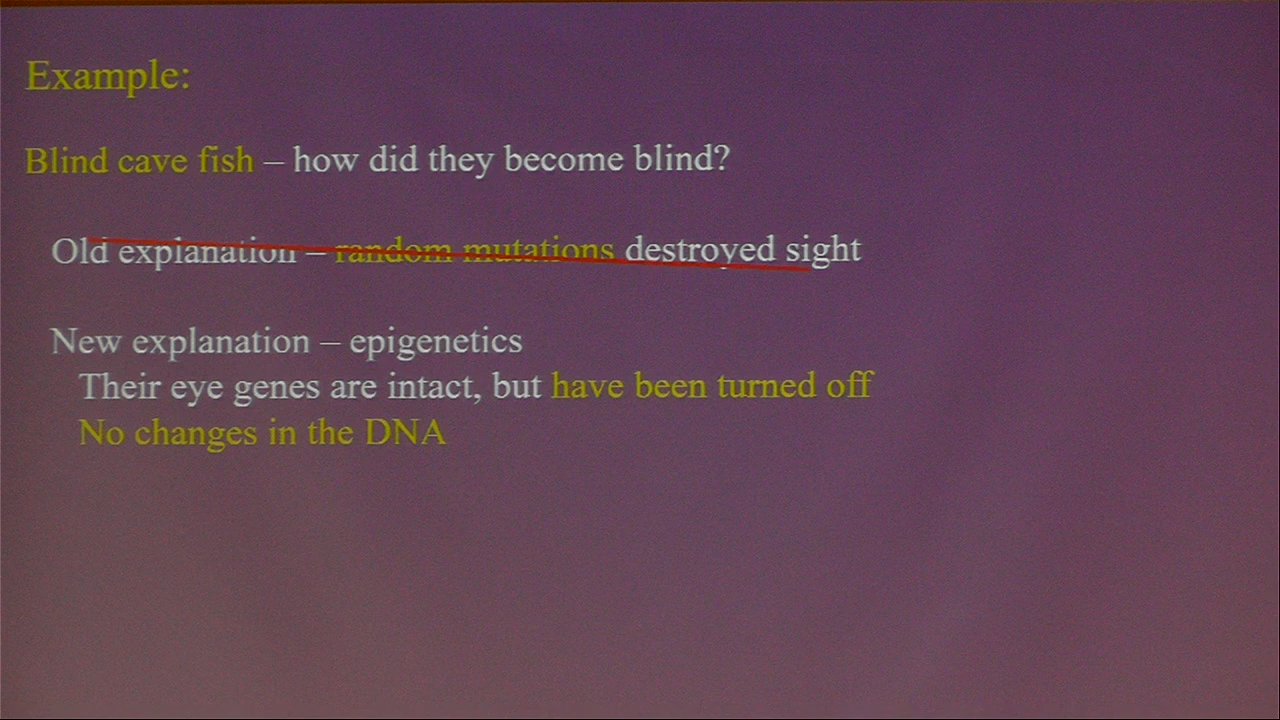 Example:
Blind cave fish – how did they become blind?
Old explanation – random mutations destroyed sight
New explanation – epigenetics
Their eye genes are intact, but have been turned off
No changes in the DNA